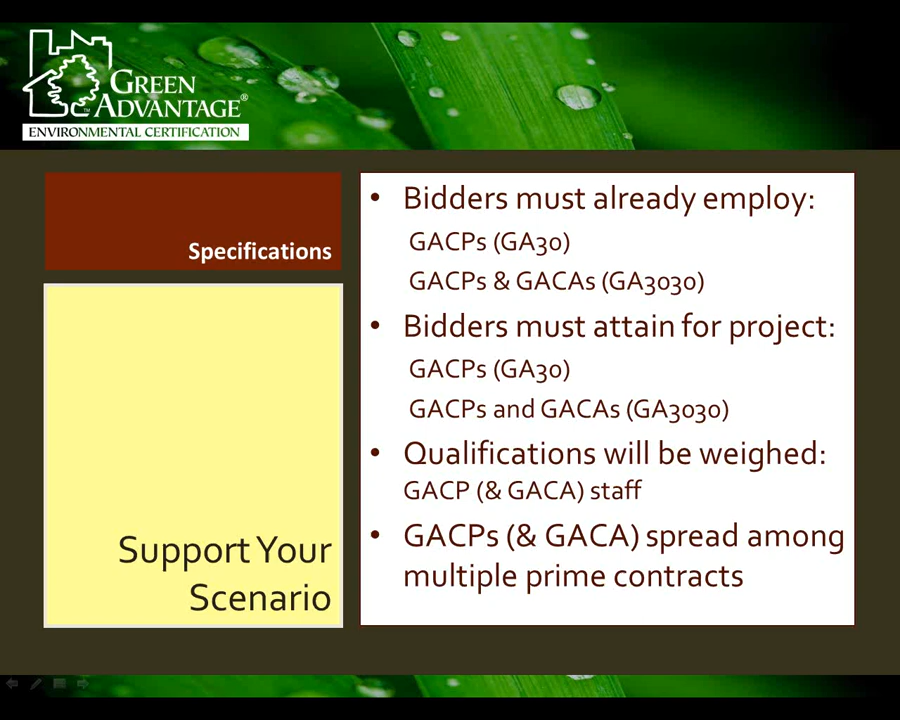 GREEN
ADVANTAGE®
ENVIRONMENTAL CERTIFICATION
Specifications
Support Your
Scenario
• Bidders must already employ:
GACPs (GA30)
GACPs & GACAs (GA3030)
• Bidders must attain for project:
GACPs (GA30)
GACPs and GACAs (GA3030)
• Qualifications will be weighed:
GACP (& GACA) staff
• GACPs (& GACA) spread among
multiple prime contracts